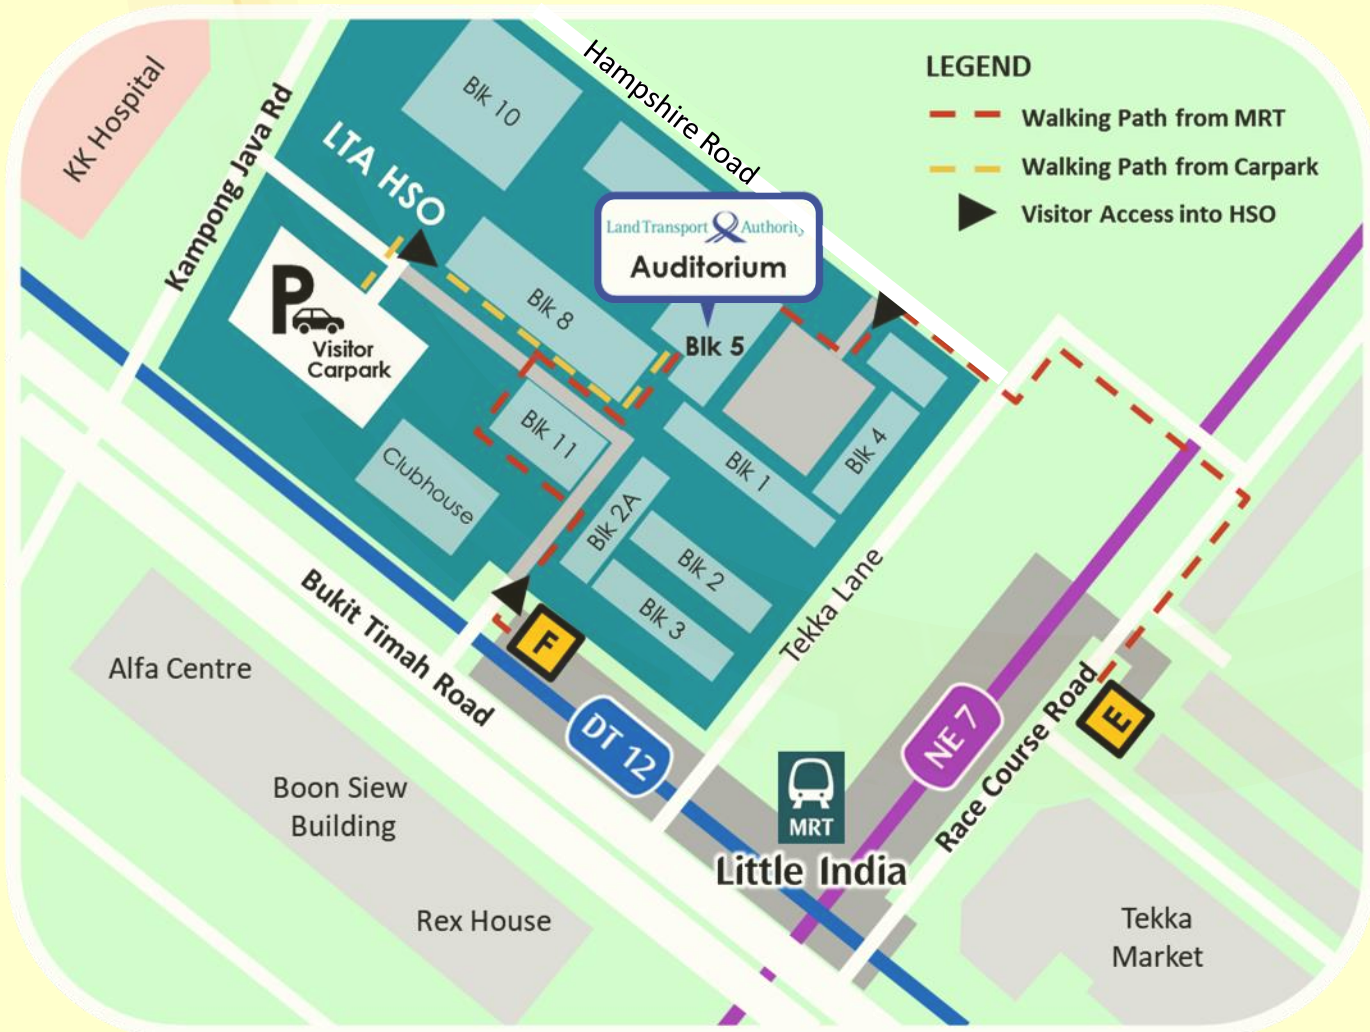 KK Hospital
Kampong Java Rd
LTA HSO
Blk 10
Hampshire Road
LEGEND
Walking Path from MRT
Walking Path from Carpark
Visitor Access into HSO
Land Transport Authority
Auditorium
P
Visitor
Carpark
Blk 8
Blk 5
Blk 11
Clubhouse
Blk 1
Blk 4
Blk 2A
Blk 2
Blk 3
Tekka Lane
Bukit Timah Road
F
DT 12
NE 7
E
Race Course Road
MRT
Little India
Alfa Centre
Boon Siew
Building
Rex House
Tekka
Market